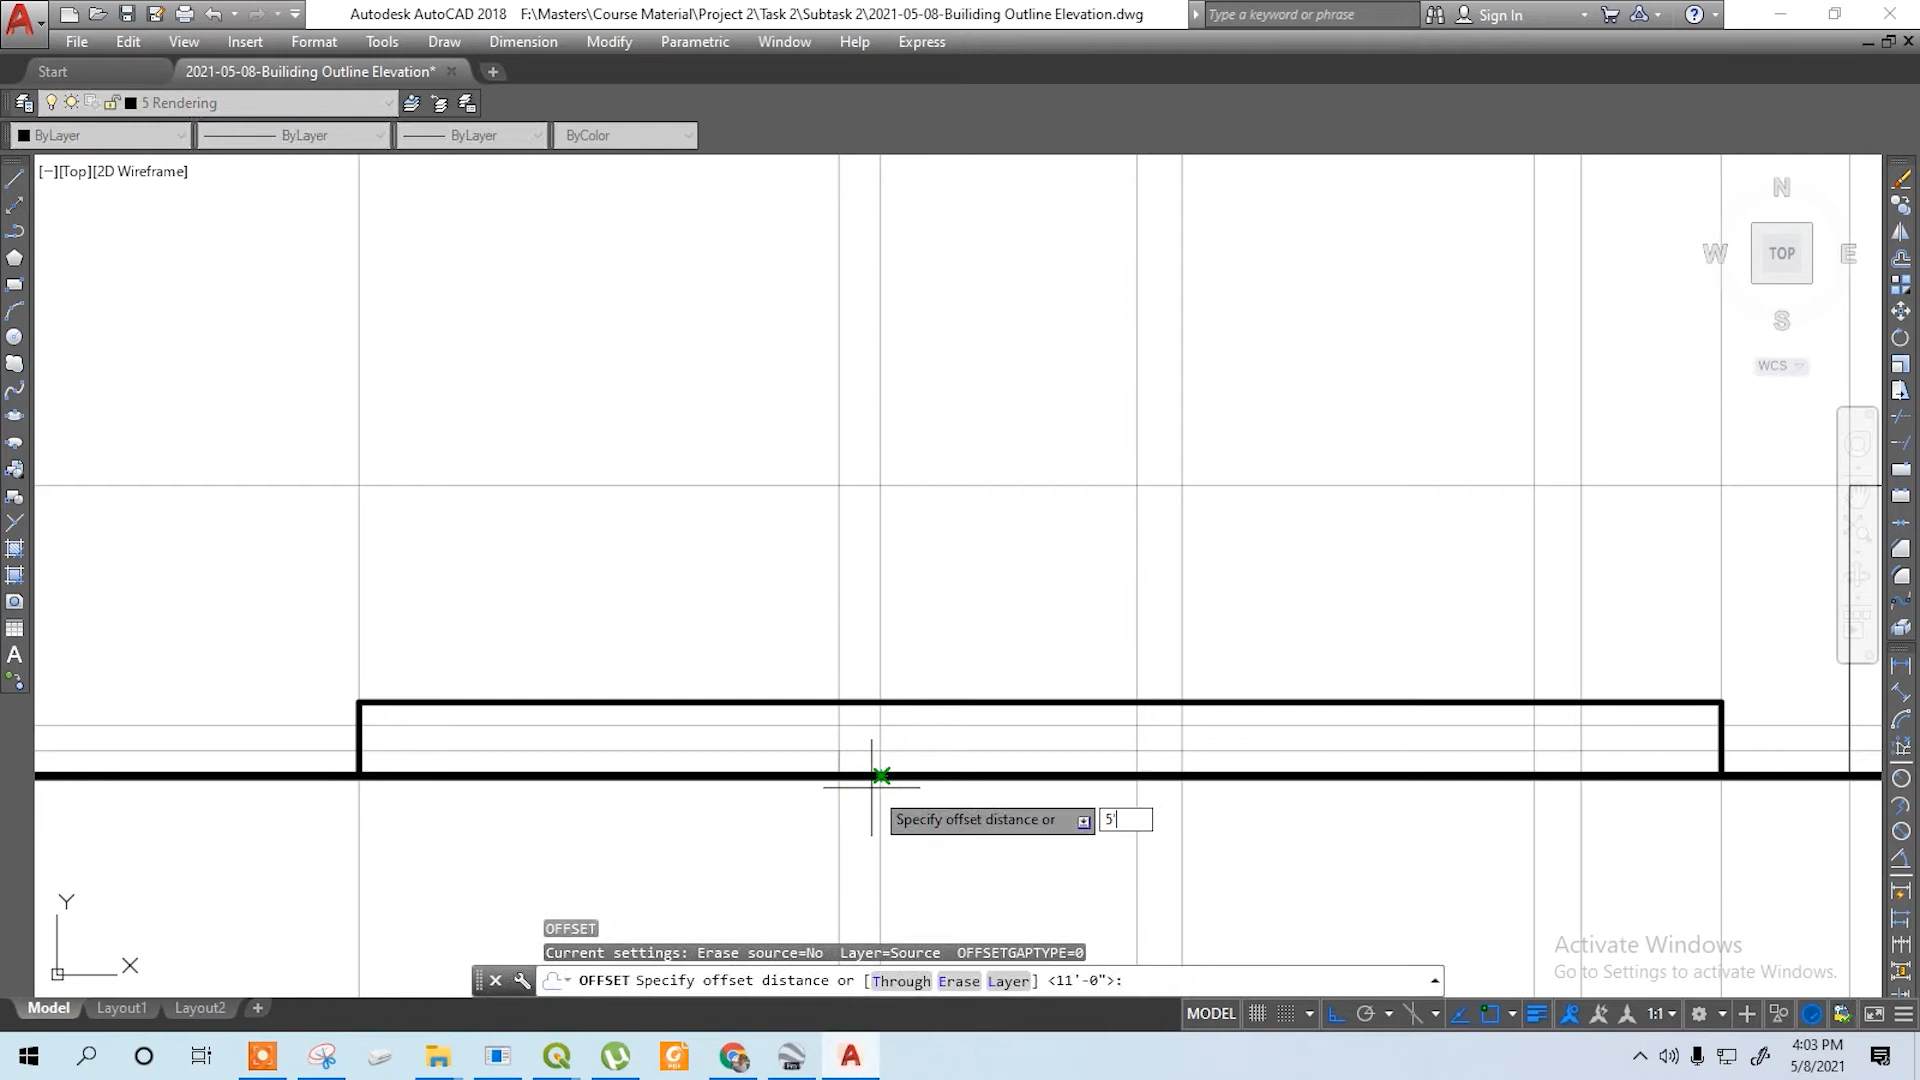 Autodesk AutoCAD 2018 F:\Masters\Course Material\Project 2\Task 2\Subtask 2\2021-05-08-Builiding Outline Elevation.dwg
Type a keyword or phrase
Sign In
File Edit View Insert Format Tools Draw Dimension Modify Parametric Window Help Express
Start 2021-05-08-Builiding Outline Elevation*
5 Rendering
ByLayer ByLayer ByLayer ByColor
[−][Top][2D Wireframe]
N
W TOP E
S
WCS
Specify offset distance or 5'
Y
X
OFFSET
Current settings: Erase source=No Layer=Source OFFSETGAPTYPE=0
OFFSET Specify offset distance or [Through Erase Layer] <11'-0">:
Activate Windows
Go to Settings to activate Windows.
Model Layout1 Layout2
MODEL 1:1
4:03 PM
5/8/2021